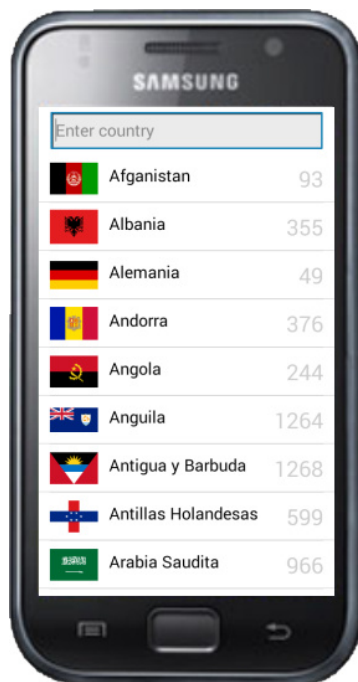 SAMSUNG
Enter country
Afganistan 93
Albania 355
Alemania 49
Andorra 376
Angola 244
Anguila 1264
Antigua y Barbuda 1268
Antillas Holandesas 599
Arabia Saudita 966